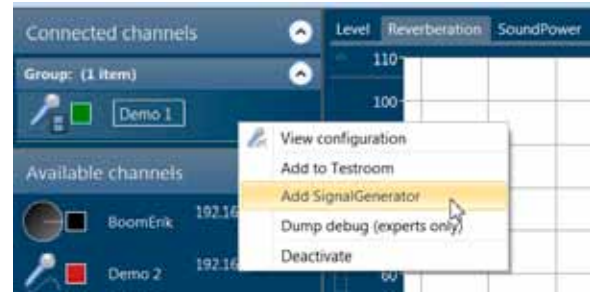 Connected channels
Level Reverberation SoundPower
Group: (1 item)
110
Demo 1
100
View configuration
Add to Testroom
Add SignalGenerator
Dump debug (experts only)
Deactivate
Available channels
BoomErik 192.16
Demo 2 192.16
60